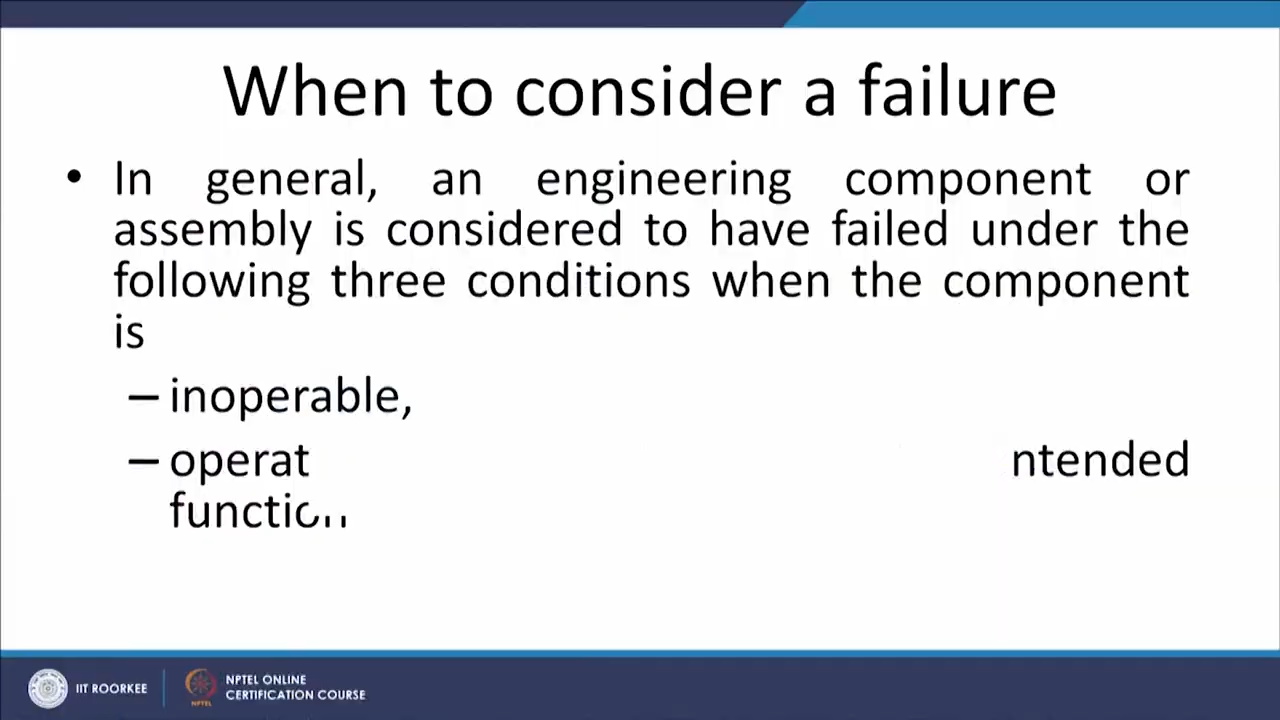 When to consider a failure
• In general, an engineering component or
assembly is considered to have failed under the
following three conditions when the component
is
– inoperable,
– operat ntended
function
IIT ROORKEE
NPTEL ONLINE
CERTIFICATION COURSE
NPTEL